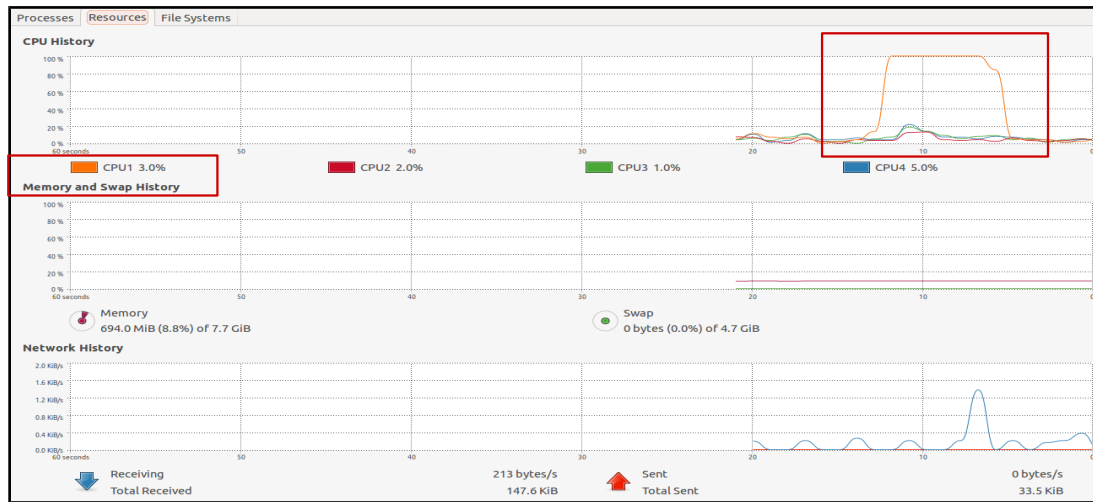 Processes Resources File Systems
CPU History
100 %
80 %
60 %
40 %
20 %
0 %
60 seconds 50 40 30 20 10 0
CPU1 3.0% CPU2 2.0% CPU3 1.0% CPU4 5.0%
Memory and Swap History
100 %
80 %
60 %
40 %
20 %
0 %
60 seconds 50 40 30 20 10 0
Memory Swap
694.0 MiB (8.8%) of 7.7 GiB 0 bytes (0.0%) of 4.7 GiB
Network History
2.0 KiB/s
1.6 KiB/s
1.2 KiB/s
0.8 KiB/s
0.4 KiB/s
0.0 KiB/s
60 seconds 50 40 30 20 10 0
Receiving 213 bytes/s Sent 0 bytes/s
Total Received 147.6 KiB Total Sent 33.5 KiB